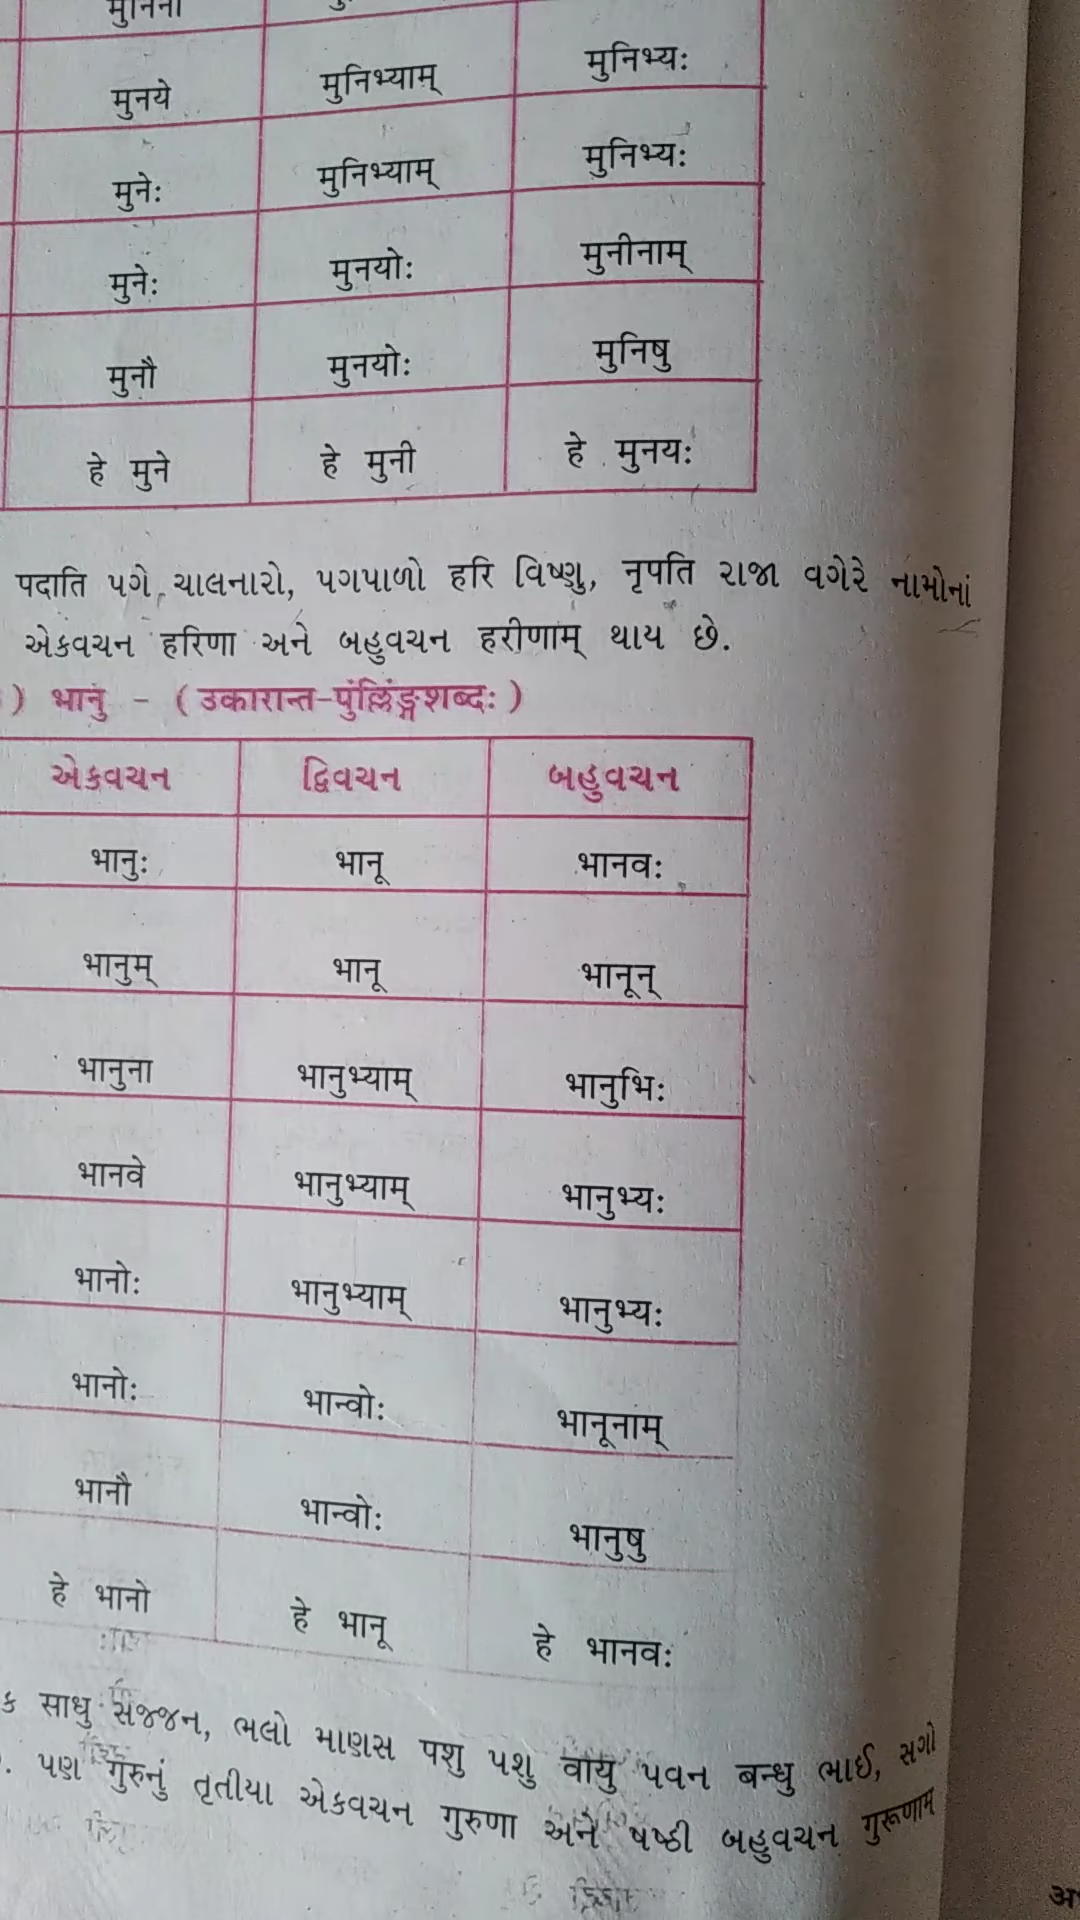 मुनये मुनिभ्याम् मुनिभ्यः
मुनेः मुनिभ्याम् मुनिभ्यः
मुनेः मुनयोः मुनीनाम्
मुनौ मुनयोः मुनिषु
हे मुने हे मुनी हे मुनयः
पदाति પગે ચાલનારો, પગપાળો हरि વિષ્ણુ, नृपति રાજા વગેરે નામોનાં
એકવચન हरिणा અને બહુવચન हरीणाम् થાય છે.
) भानु - ( उकारान्त-पुंल्लिङ्गशब्दः )
એકવચન દ્વિવચન બહુવચન
भानुः भानू भानवः
भानुम् भानू भानून्
भानुना भानुभ्याम् भानुभिः
भानवे भानुभ्याम् भानुभ्यः
भानोः भानुभ्याम् भानुभ्यः
भानोः भान्वोः भानूनाम्
भानौ भान्वोः भानुषु
हे भानो हे भानू हे भानवः
ક साधु સજ્જન, ભલો માણસ पशु પશુ वायु પવન बन्धु ભાઈ, સગો
. પણ गुरुનું તૃતીયા એકવચન गुरुणा અને ષષ્ઠી બહુવચન गुरूणाम्